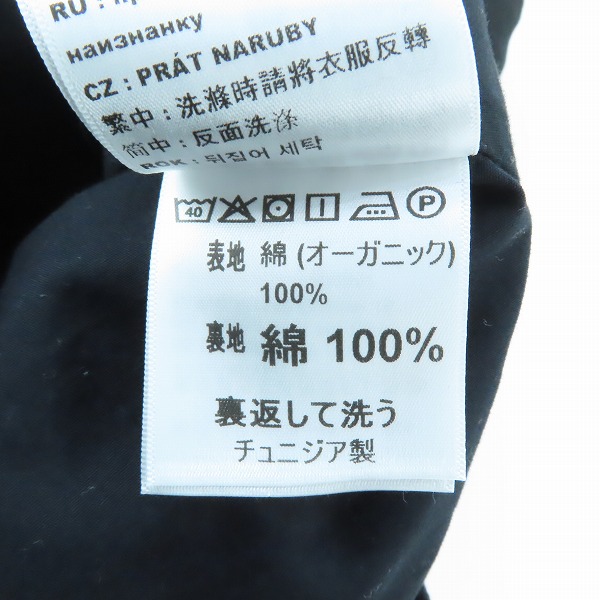 RU :
наизнанку
CZ : PRÁT NARUBY
繁中 : 洗滌時請將衣服反轉
简中 : 反面洗涤
ROK : 뒤집어 세탁
40 P
表地 綿 (オーガニック)
100%
裏地 綿 100%
裏返して洗う
チュニジア製